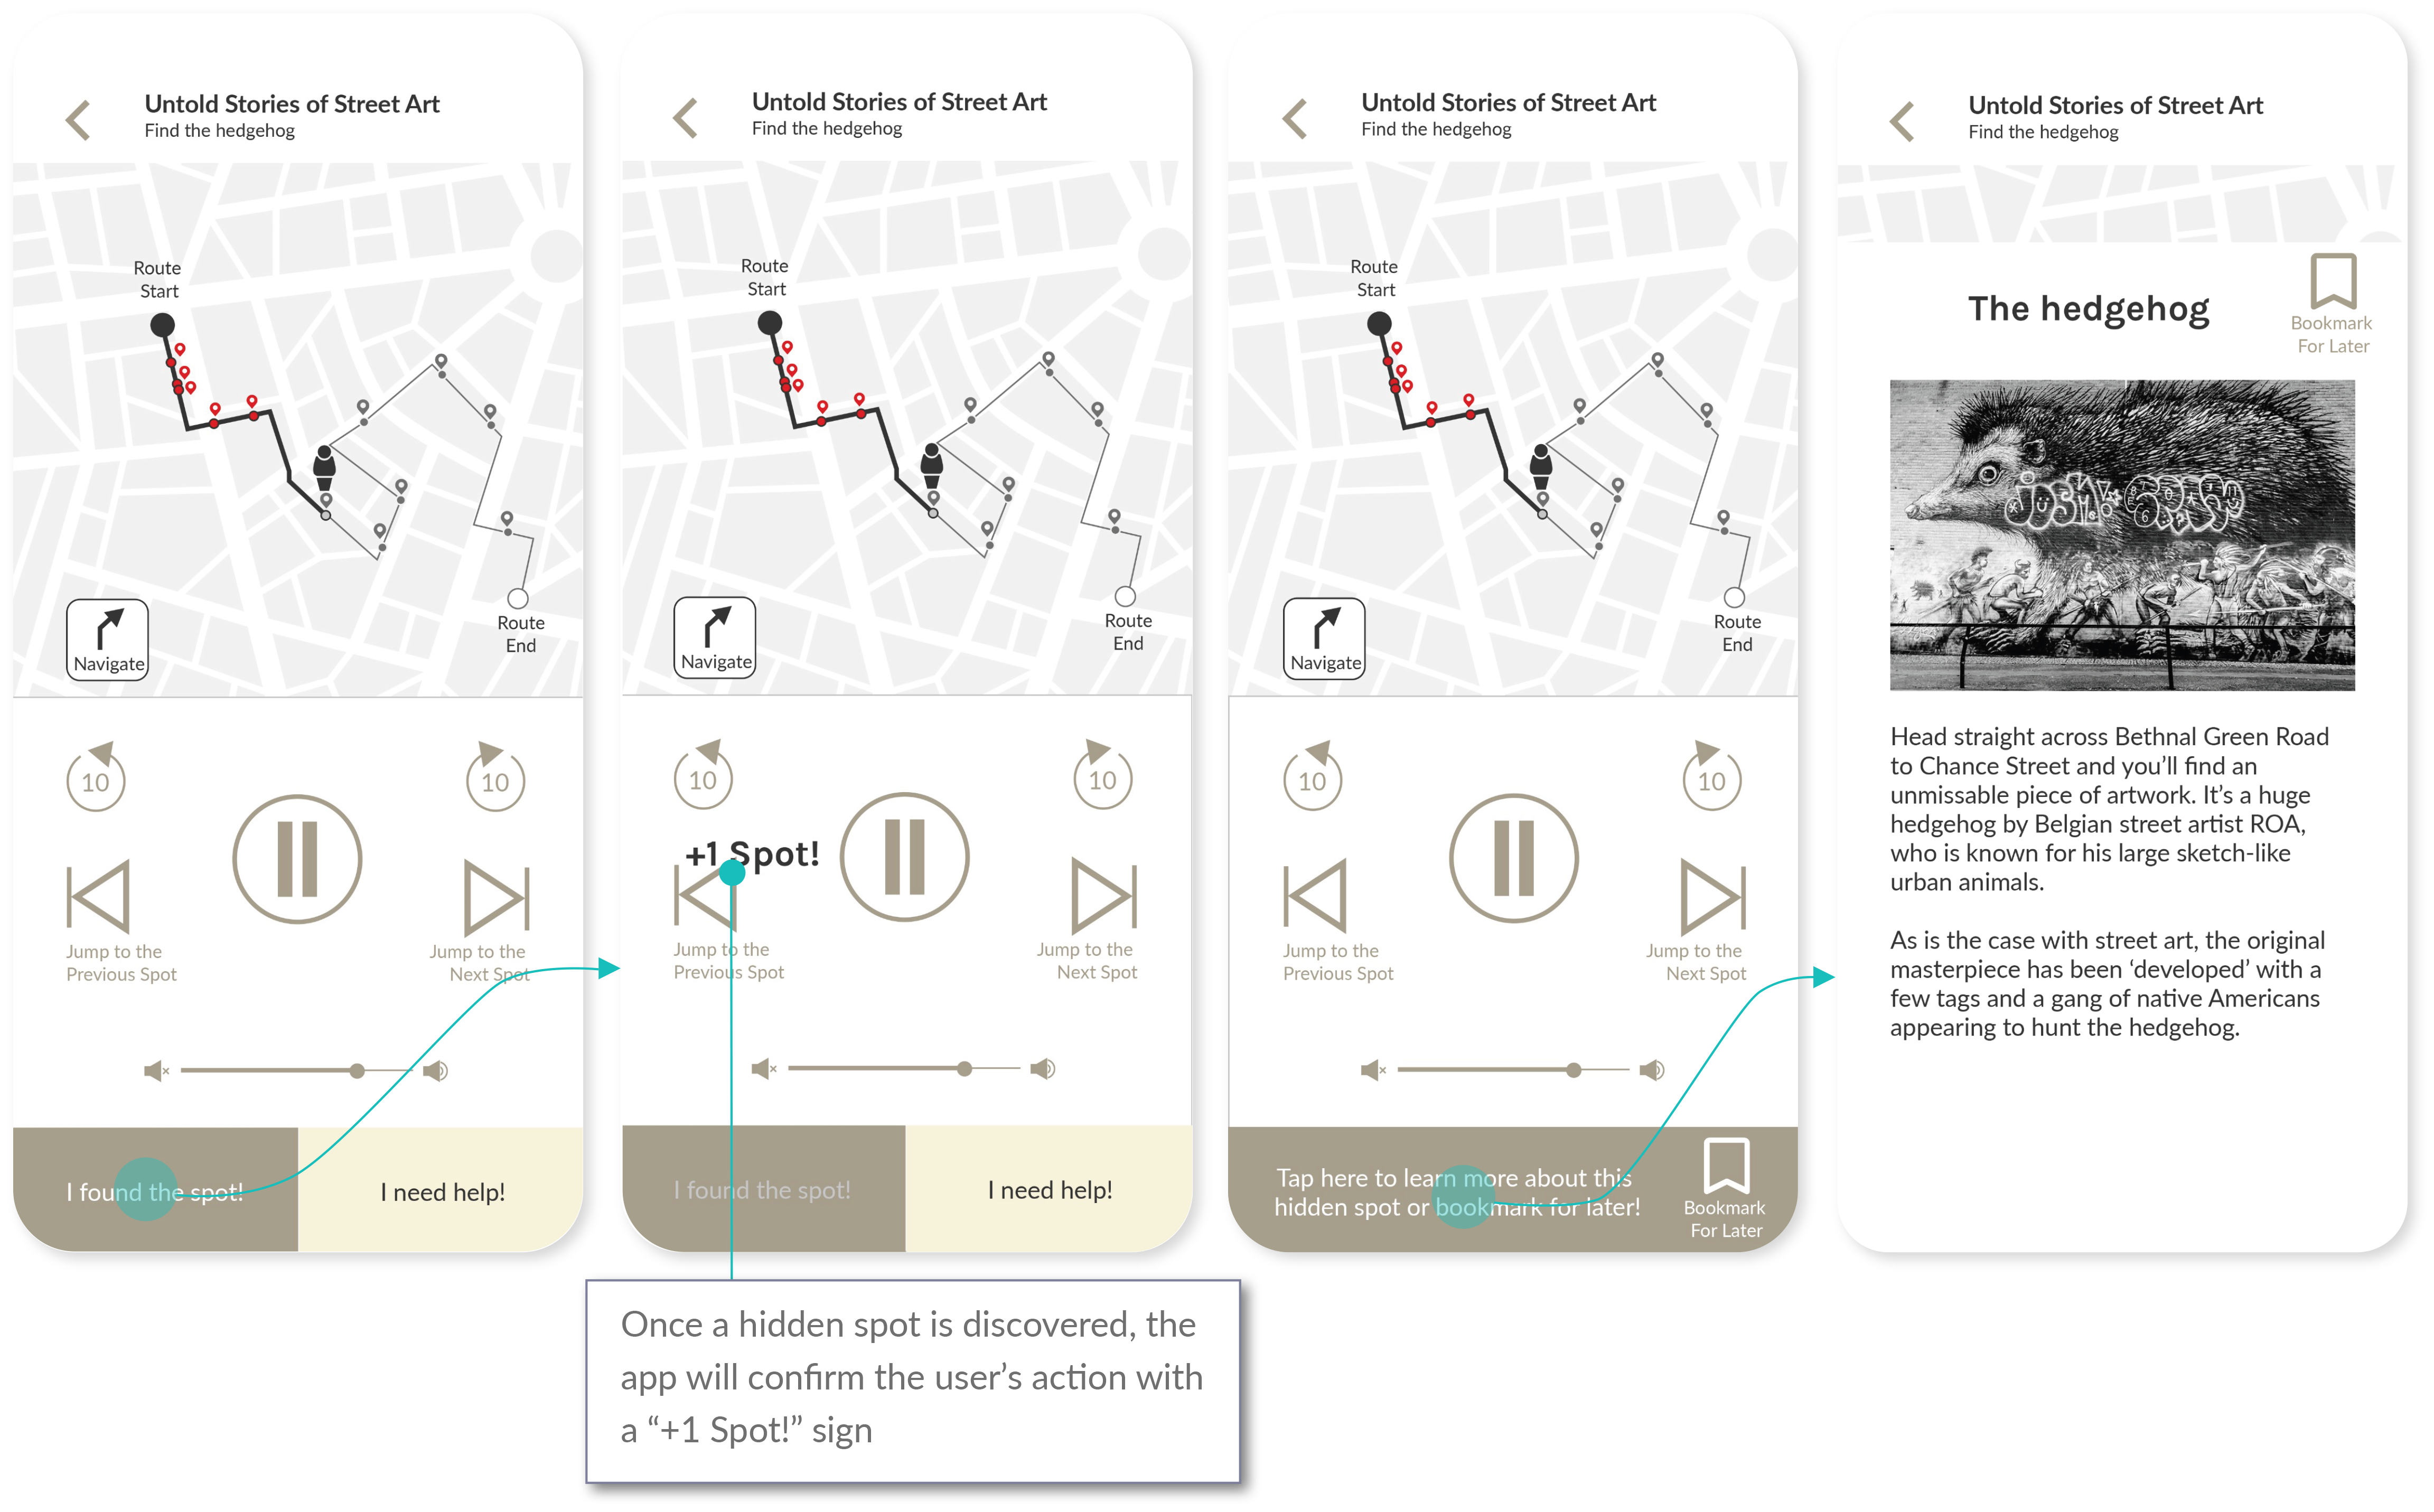 Untold Stories of Street Art
Find the hedgehog
Route
Start
Route
End
Navigate
10
10
Jump to the
Previous Spot
Jump to the
Next Spot
I found the spot!
I need help!
Untold Stories of Street Art
Find the hedgehog
Route
Start
Route
End
Navigate
10
10
+1 Spot!
Jump to the
Previous Spot
Jump to the
Next Spot
I found the spot!
I need help!
Once a hidden spot is discovered, the
app will confirm the user’s action with
a “+1 Spot!” sign
Untold Stories of Street Art
Find the hedgehog
Route
Start
Route
End
Navigate
10
10
Jump to the
Previous Spot
Jump to the
Next Spot
Tap here to learn more about this
hidden spot or bookmark for later!
Bookmark
For Later
Untold Stories of Street Art
Find the hedgehog
The hedgehog
Bookmark
For Later
Head straight across Bethnal Green Road
to Chance Street and you’ll find an
unmissable piece of artwork. It’s a huge
hedgehog by Belgian street artist ROA,
who is known for his large sketch-like
urban animals.
As is the case with street art, the original
masterpiece has been ‘developed’ with a
few tags and a gang of native Americans
appearing to hunt the hedgehog.